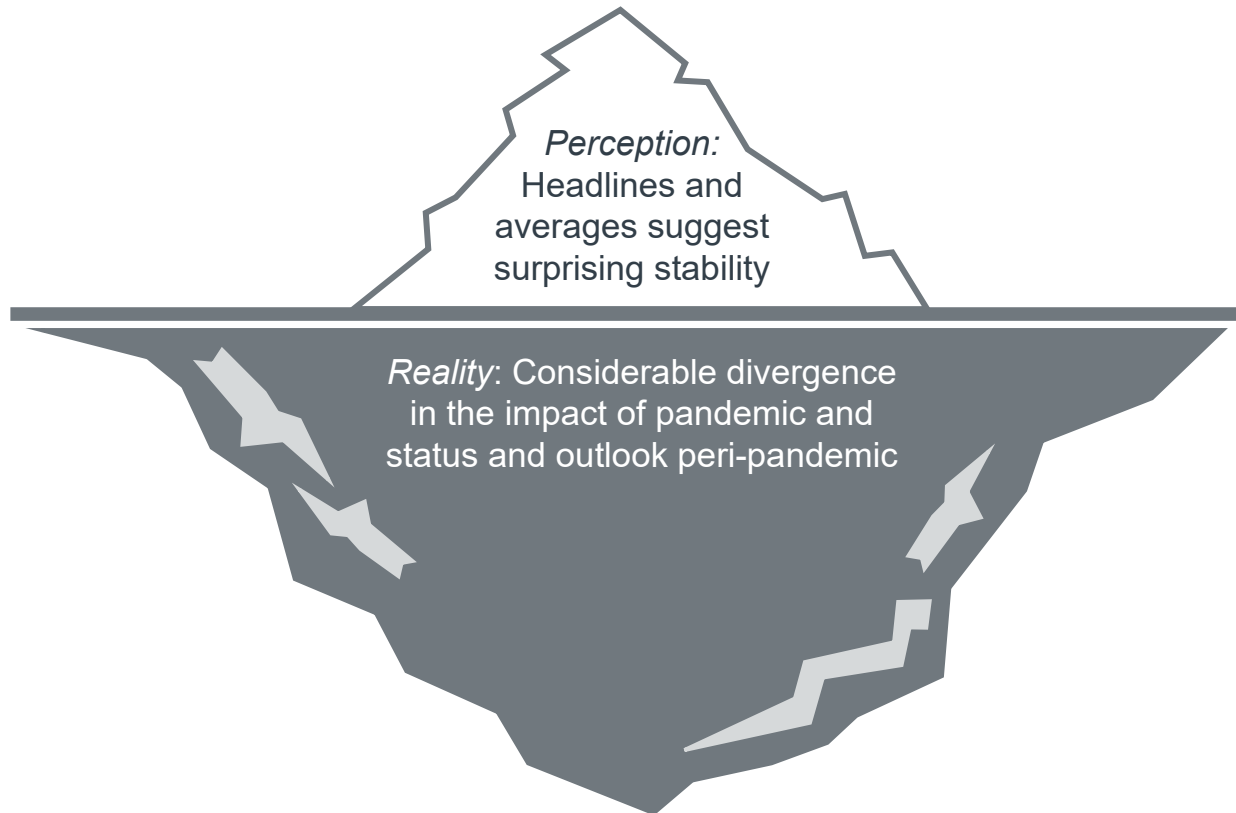 Perception:
Headlines and
averages suggest
surprising stability
Reality: Considerable divergence
in the impact of pandemic and
status and outlook peri-pandemic